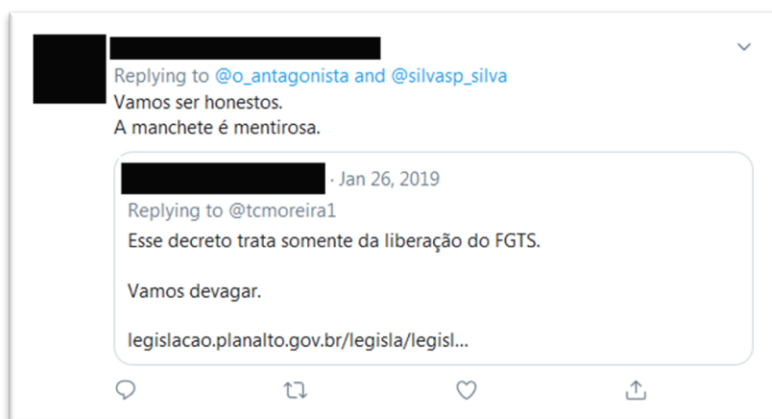 Replying to @o_antagonista and @silvasp_silva
Vamos ser honestos.
A manchete é mentirosa.
· Jan 26, 2019
Replying to @tcmoreira1
Esse decreto trata somente da liberação do FGTS.
Vamos devagar.
legislacao.planalto.gov.br/legisla/legisl...